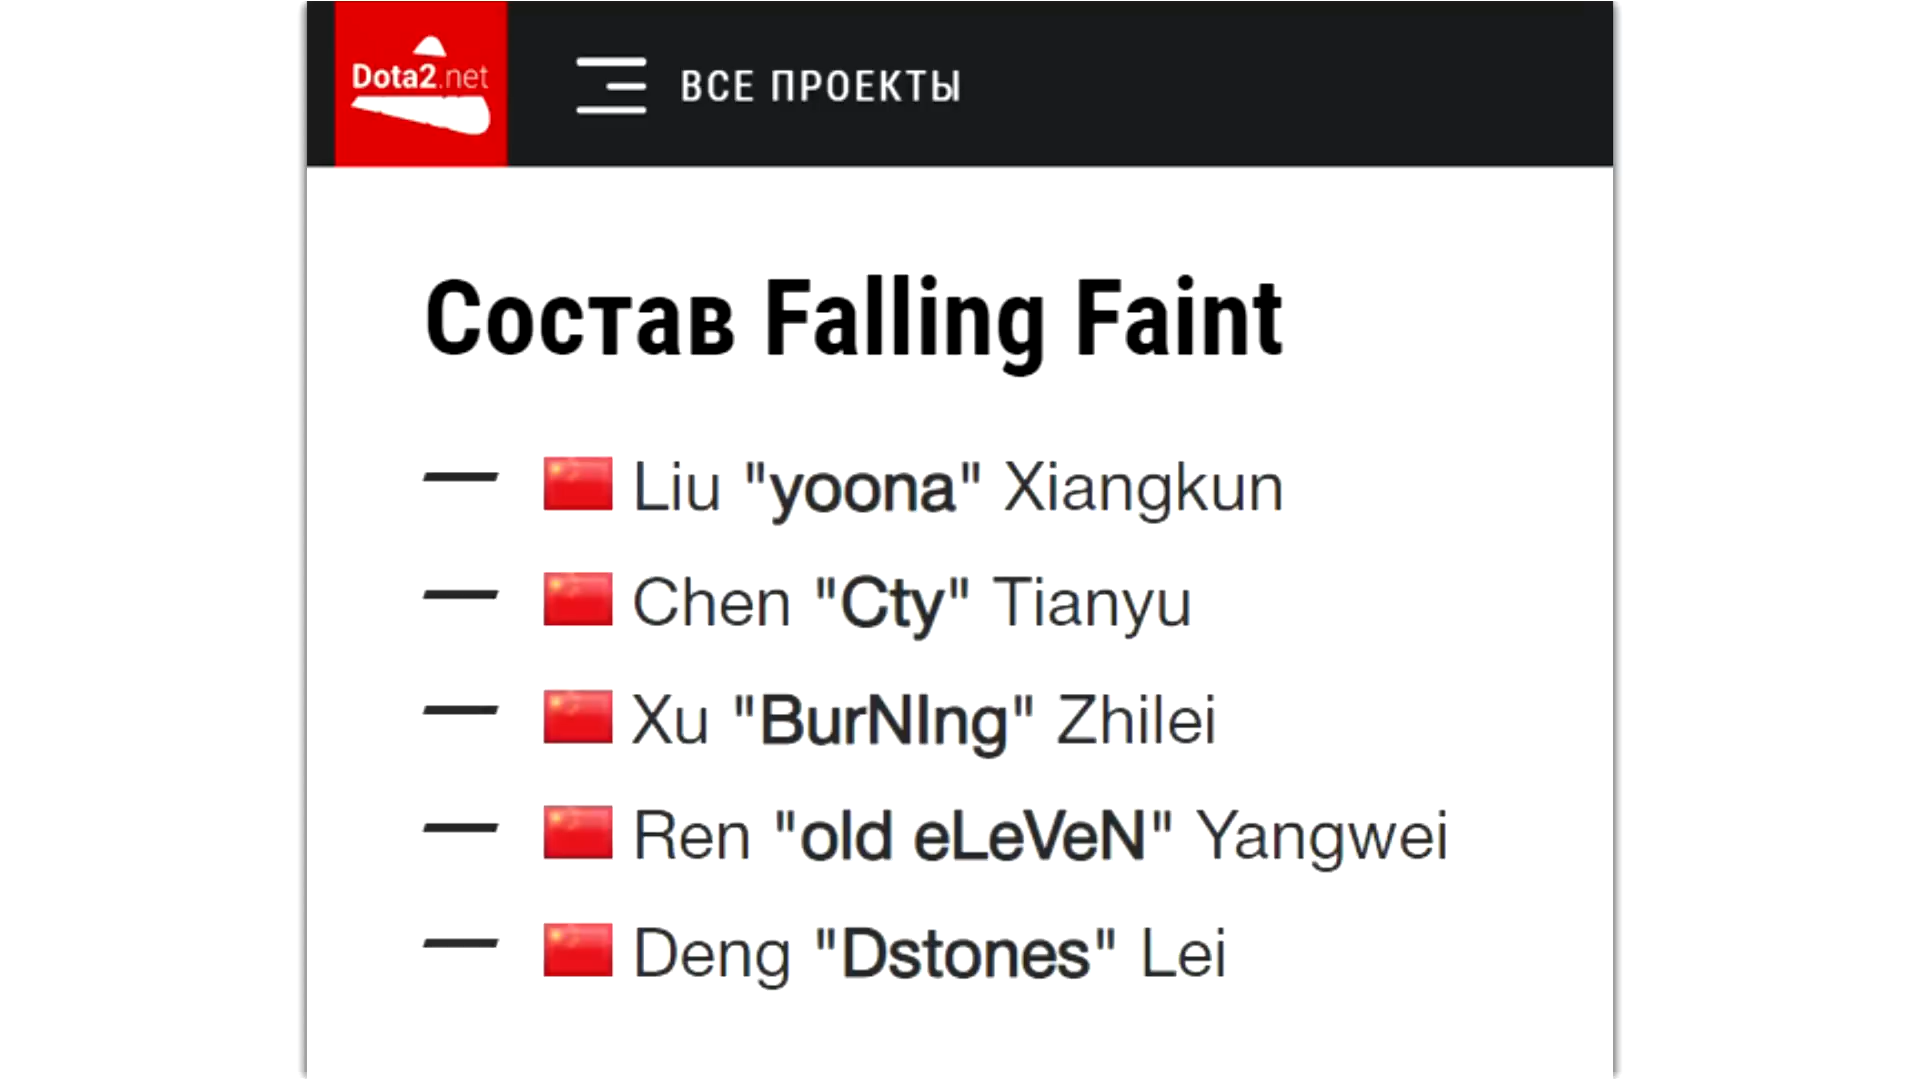 Dota2.net
ВСЕ ПРОЕКТЫ
Состав Falling Faint
— Liu "yoona" Xiangkun
— Chen "Cty" Tianyu
— Xu "BurNIng" Zhilei
— Ren "old eLeVeN" Yangwei
— Deng "Dstones" Lei